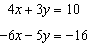 4x + 3y = 10
−6x − 5y = −16